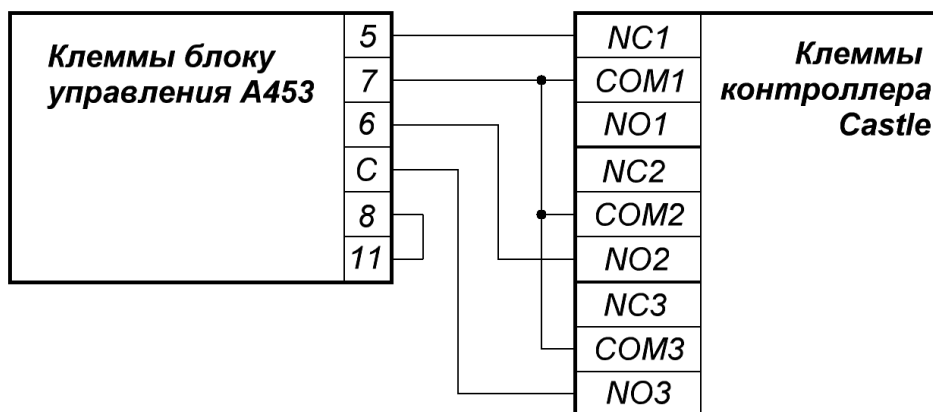 Клеммы блоку
управления А453
5
7
6
C
8
11
NC1
COM1
NO1
NC2
COM2
NO2
NC3
COM3
NO3
Клеммы
контроллера
Castle